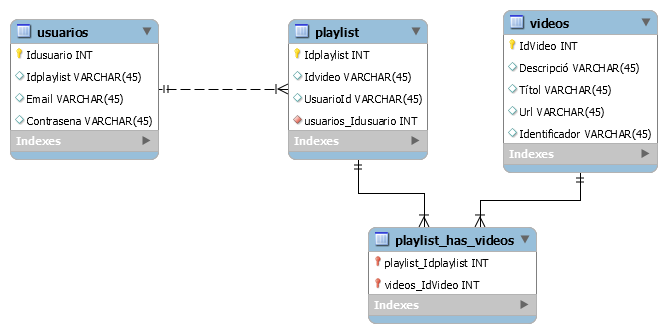 usuarios
Idusuario INT
Idplaylist VARCHAR(45)
Email VARCHAR(45)
Contrasena VARCHAR(45)
Indexes
playlist
Idplaylist INT
Idvideo VARCHAR(45)
UsuarioId VARCHAR(45)
usuarios_Idusuario INT
Indexes
videos
IdVideo INT
Descripció VARCHAR(45)
Títol VARCHAR(45)
Url VARCHAR(45)
Identificador VARCHAR(45)
Indexes
playlist_has_videos
playlist_Idplaylist INT
videos_IdVideo INT
Indexes